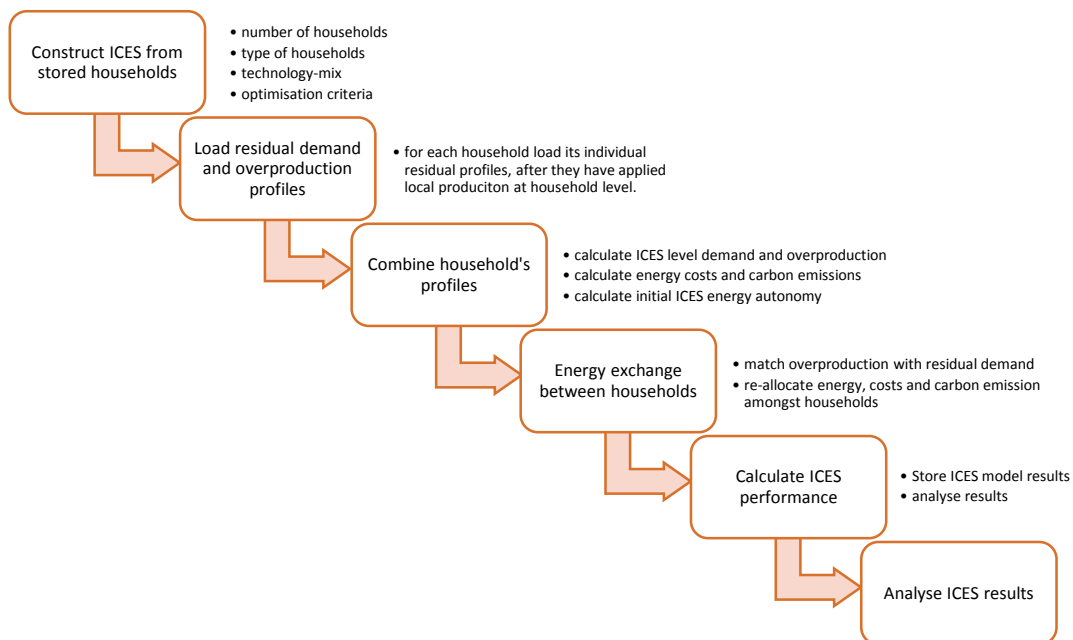 Construct ICES from
stored households
• number of households
• type of households
• technology-mix
• optimisation criteria
Load residual demand
and overproduction
profiles
• for each household load its individual
residual profiles, after they have applied
local produciton at household level.
Combine household's
profiles
• calculate ICES level demand and overproduction
• calculate energy costs and carbon emissions
• calculate initial ICES energy autonomy
Energy exchange
between households
• match overproduction with residual demand
• re-allocate energy, costs and carbon emission
amongst households
Calculate ICES
performance
• Store ICES model results
• analyse results
Analyse ICES results